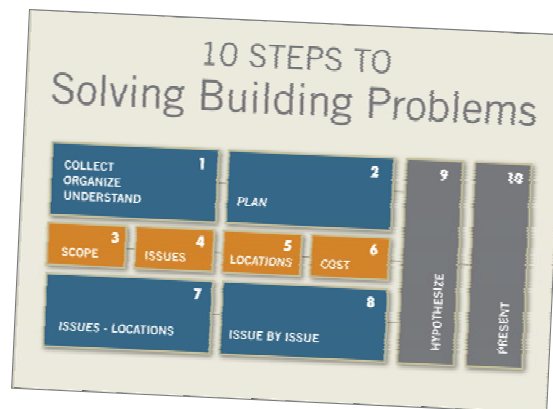 10 STEPS TO
Solving Building Problems
1
COLLECT
ORGANIZE
UNDERSTAND
2
PLAN
3
SCOPE
4
ISSUES
5
LOCATIONS
6
COST
7
ISSUES - LOCATIONS
8
ISSUE BY ISSUE
9
HYPOTHESIZE
10
PRESENT